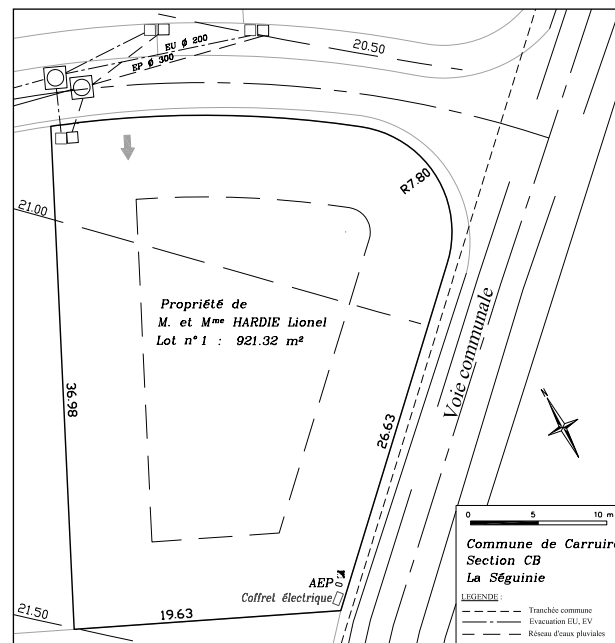 EU Ø 200
EP Ø 300
20.50
R7.80
21.00
Propriété de
M. et Mme HARDIE Lionel
Lot n° 1 : 921.32 m²
Voie communale
36.98
26.63
N
0 5 10 m
Commune de Carruire
Section CB
La Séguinie
LEGENDE :
Tranchée commune
Evacuation EU, EV
Réseau d'eaux pluviales
AEP
Coffret électrique
21.50
19.63